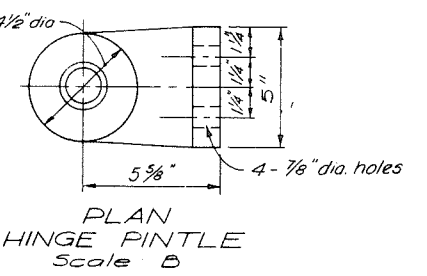 4½" dia
1¼"
1¼"
1¼"
5"
5⅝"
4 - ⅞" dia. holes
PLAN
HINGE PINTLE
Scale B